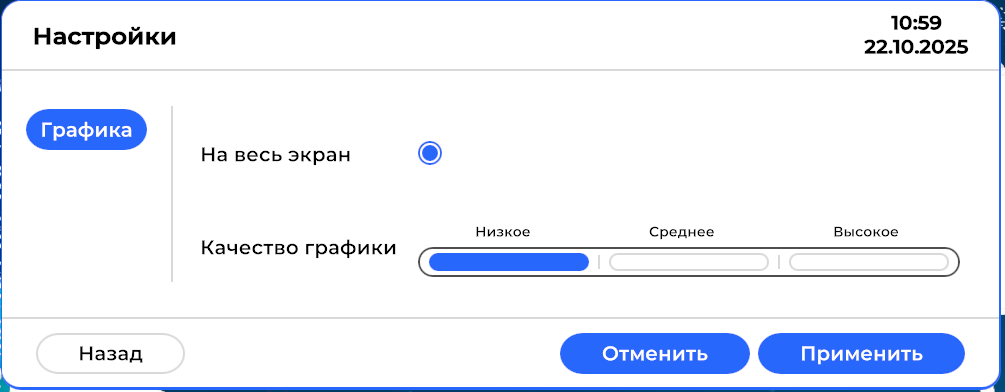 Настройки
10:59
22.10.2025
Графика
На весь экран
Качество графики
Низкое
Среднее
Высокое
Назад
Отменить
Применить